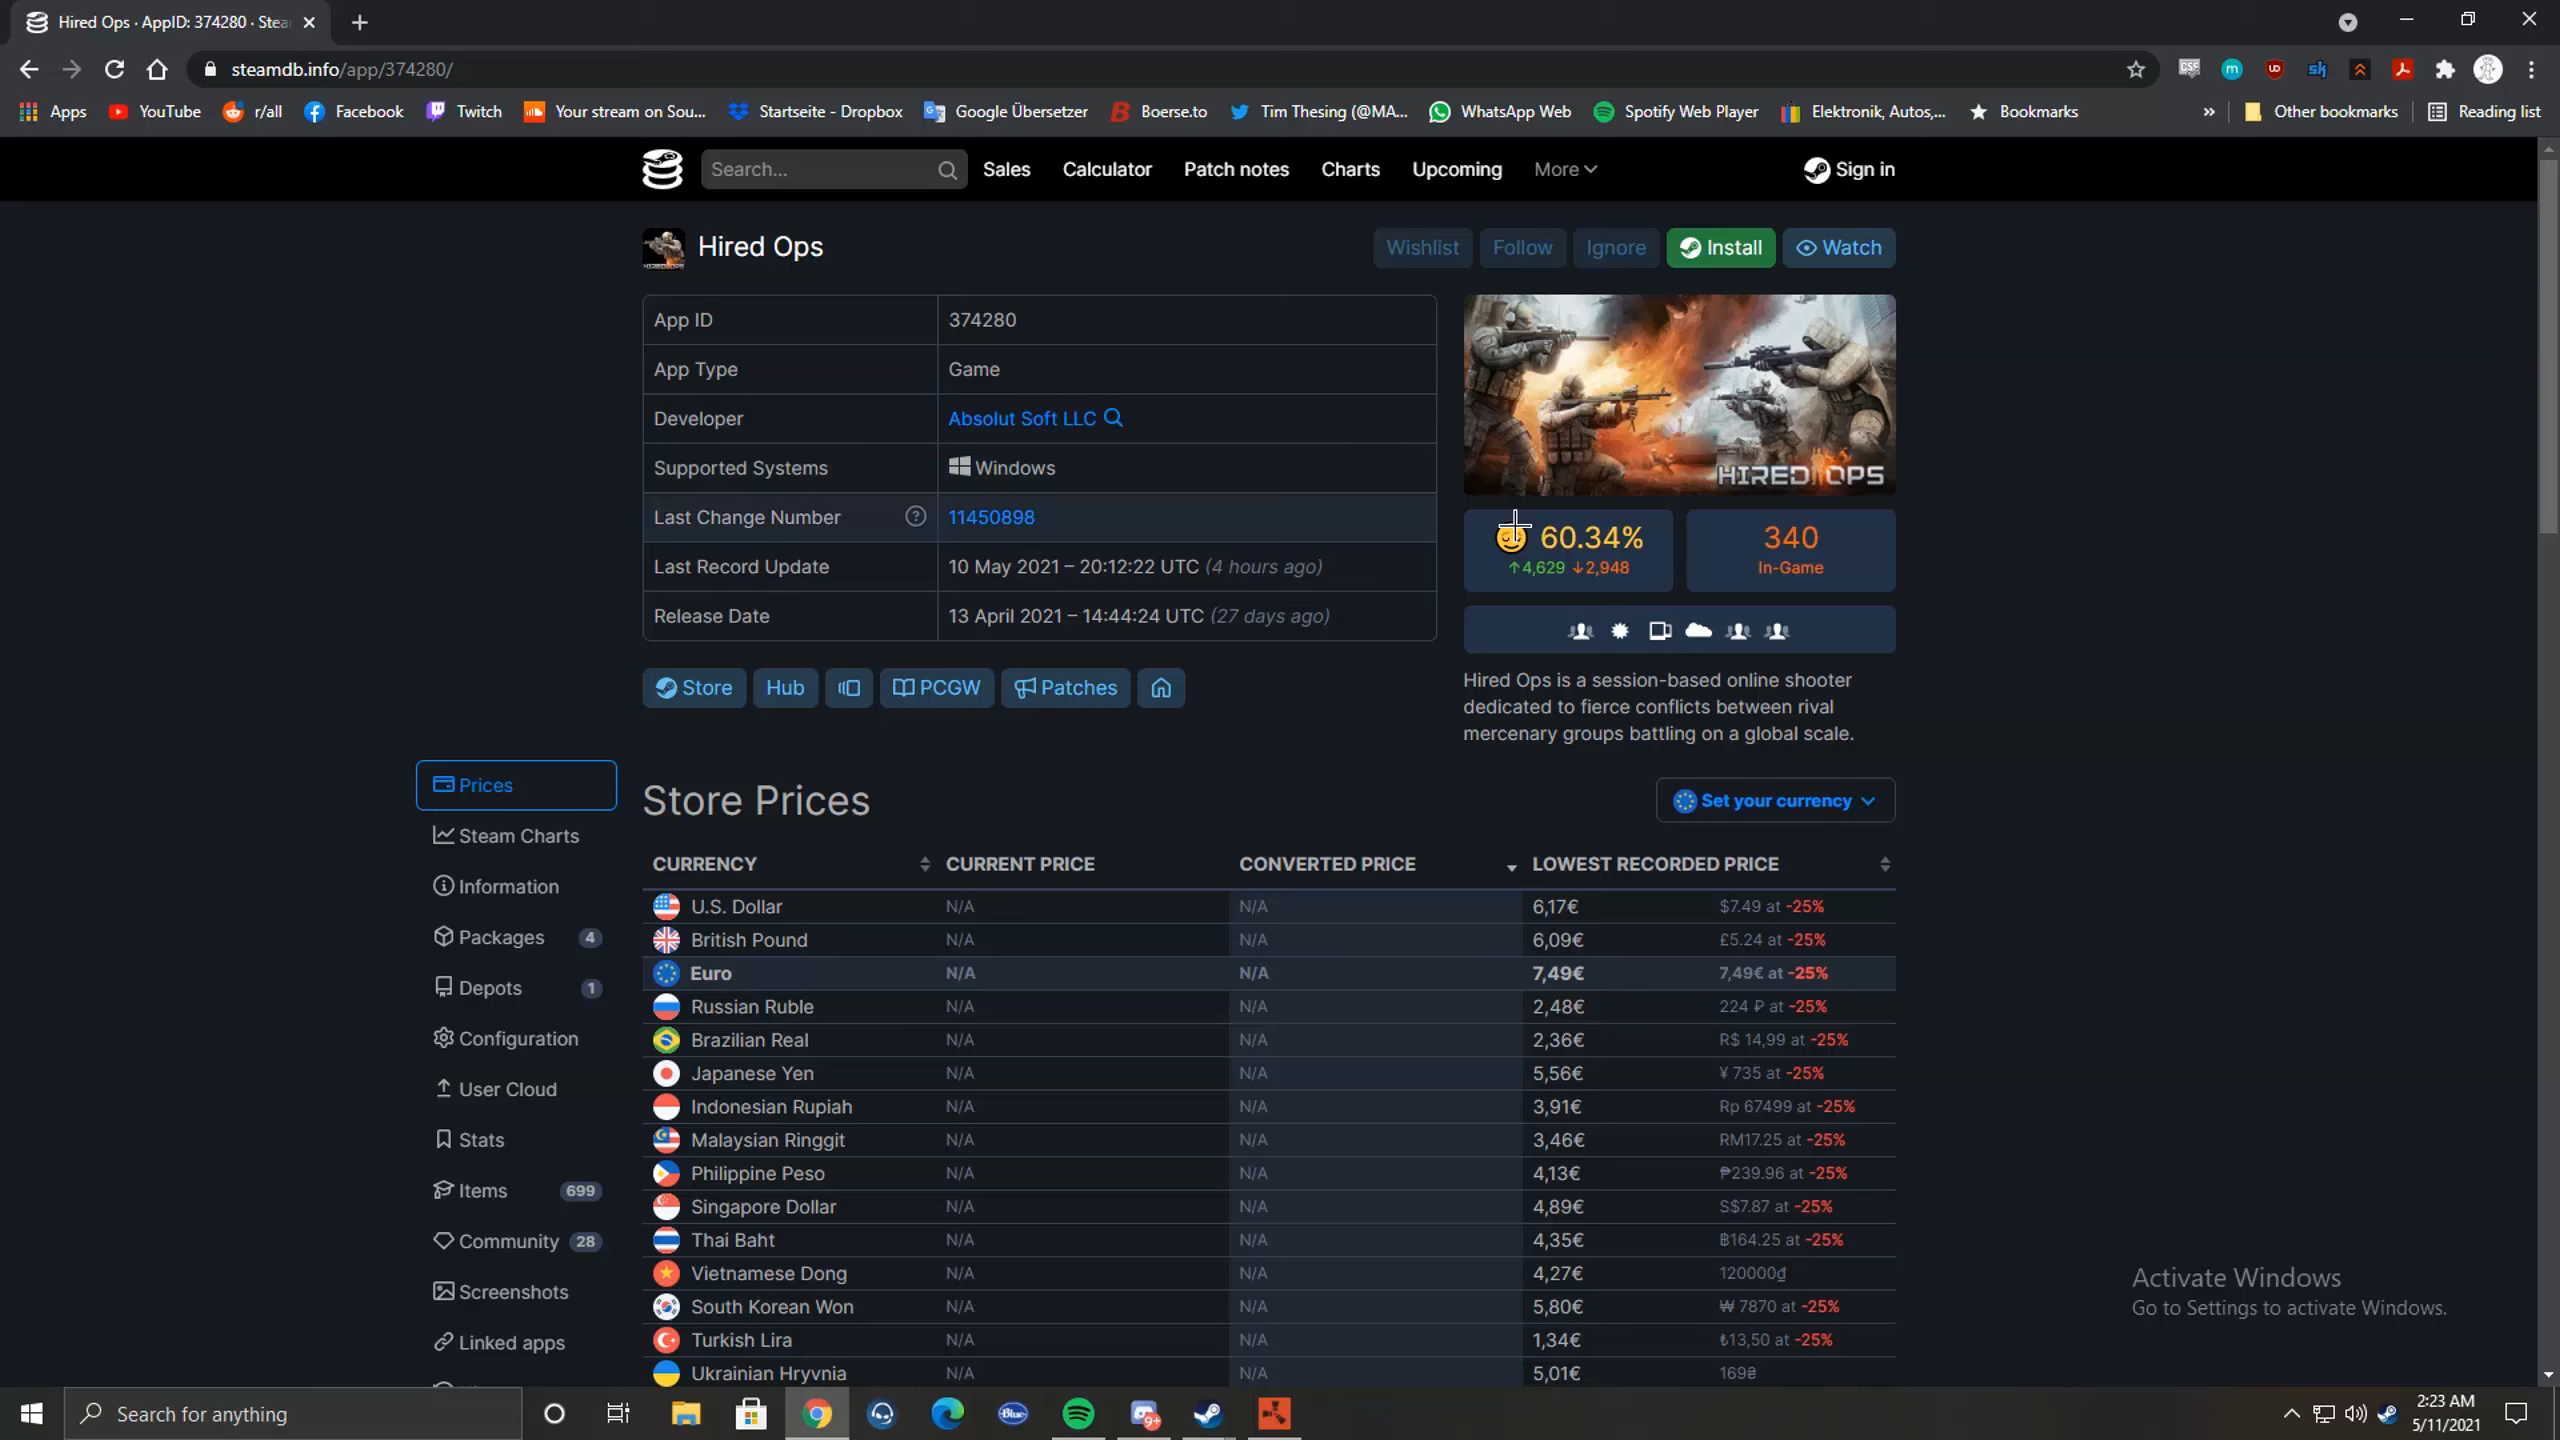 Hired Ops · AppID: 374280 · Stea
steamdb.info/app/374280/
Apps YouTube r/all Facebook Twitch Your stream on Sou... Startseite - Dropbox Google Übersetzer Boerse.to Tim Thesing (@MA... WhatsApp Web Spotify Web Player Elektronik, Autos,... Bookmarks » Other bookmarks Reading list
Search... Sales Calculator Patch notes Charts Upcoming More Sign in
Hired Ops Wishlist Follow Ignore Install Watch
App ID 374280
App Type Game
Developer Absolut Soft LLC
Supported Systems Windows
Last Change Number 11450898
Last Record Update 10 May 2021 – 20:12:22 UTC (4 hours ago)
Release Date 13 April 2021 – 14:44:24 UTC (27 days ago)
HIRED OPS
60.34%
↑4,629 ↓2,948
340
In-Game
Hired Ops is a session-based online shooter
dedicated to fierce conflicts between rival
mercenary groups battling on a global scale.
Store Hub PCGW Patches
Prices
Steam Charts
Information
Packages 4
Depots 1
Configuration
User Cloud
Stats
Items 699
Community 28
Screenshots
Linked apps
Store Prices Set your currency
CURRENCY CURRENT PRICE CONVERTED PRICE LOWEST RECORDED PRICE
U.S. Dollar N/A N/A 6,17€ $7.49 at -25%
British Pound N/A N/A 6,09€ £5.24 at -25%
Euro N/A N/A 7,49€ 7,49€ at -25%
Russian Ruble N/A N/A 2,48€ 224 ₽ at -25%
Brazilian Real N/A N/A 2,36€ R$ 14,99 at -25%
Japanese Yen N/A N/A 5,56€ ¥ 735 at -25%
Indonesian Rupiah N/A N/A 3,91€ Rp 67499 at -25%
Malaysian Ringgit N/A N/A 3,46€ RM17.25 at -25%
Philippine Peso N/A N/A 4,13€ ₱239.96 at -25%
Singapore Dollar N/A N/A 4,89€ S$7.87 at -25%
Thai Baht N/A N/A 4,35€ ฿164.25 at -25%
Vietnamese Dong N/A N/A 4,27€ 120000₫
South Korean Won N/A N/A 5,80€ ₩ 7870 at -25%
Turkish Lira N/A N/A 1,34€ ₺13,50 at -25%
Ukrainian Hryvnia N/A N/A 5,01€ 169₴
Activate Windows
Go to Settings to activate Windows.
Search for anything
Blue
9+
2:23 AM
5/11/2021